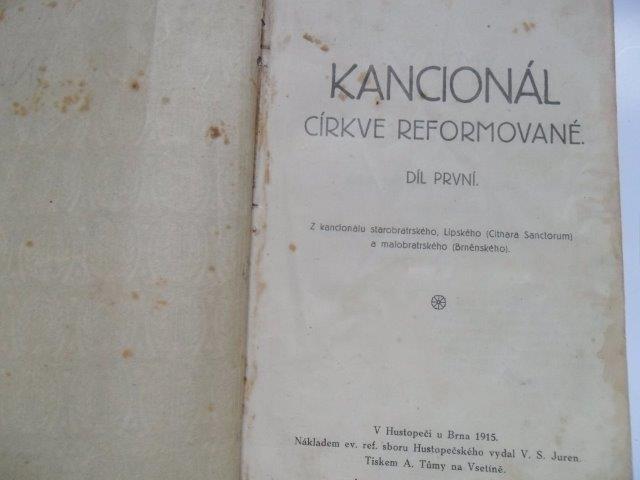 KANCIONÁL
CÍRKVE REFORMOVANÉ.
DÍL PRVNÍ.
Z kancionálu starobratrského, Lipského (Cithara Sanctorum)
a malobratrského (Brněnského).
V Hustopeči u Brna 1915.
Nákladem ev. ref. sboru Hustopečského vydal V. S. Juren.
Tiskem A. Tůmy na Vsetíně.